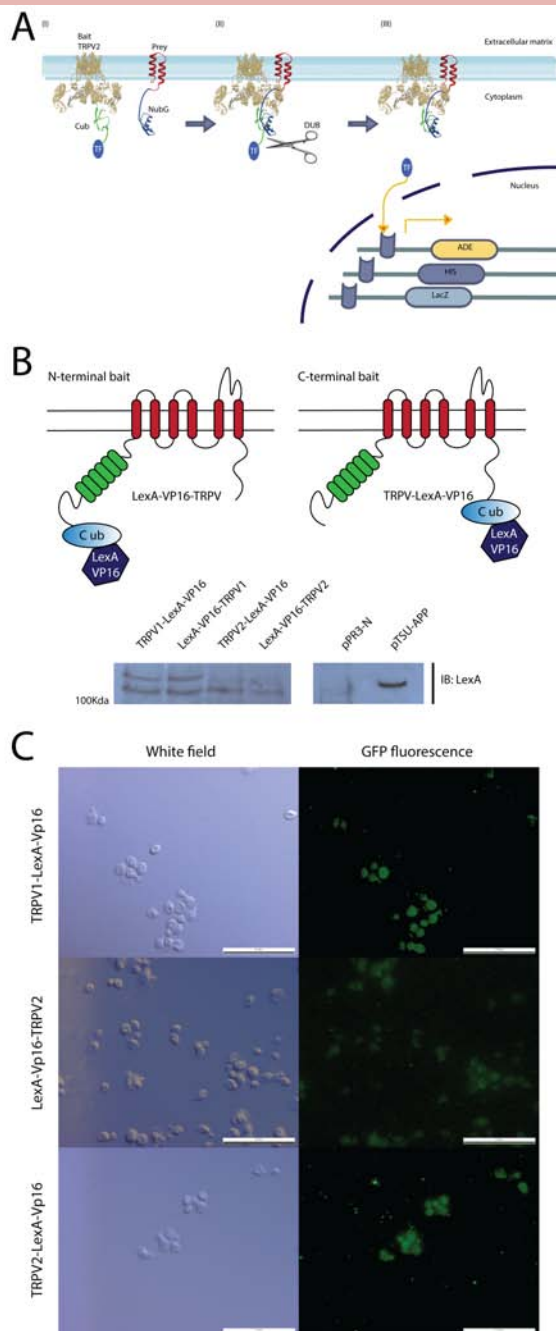 A
(I)
(II)
(III)
Bait
TRPV2
Prey
Extracellular matrix
Cytoplasm
Cub
NubG
TF
TF
DUB
TF
Nucleus
ADE
HIS
LacZ
B
N-terminal bait
C-terminal bait
LexA-VP16-TRPV
TRPV-LexA-VP16
C ub
LexA
VP16
C ub
LexA
VP16
TRPV1-LexA-VP16
LexA-VP16-TRPV1
TRPV2-LexA-VP16
LexA-VP16-TRPV2
pPR3-N
pTSU-APP
IB: LexA
100Kda
C
White field
GFP fluorescence
TRPV1-LexA-Vp16
LexA-Vp16-TRPV2
TRPV2-LexA-Vp16